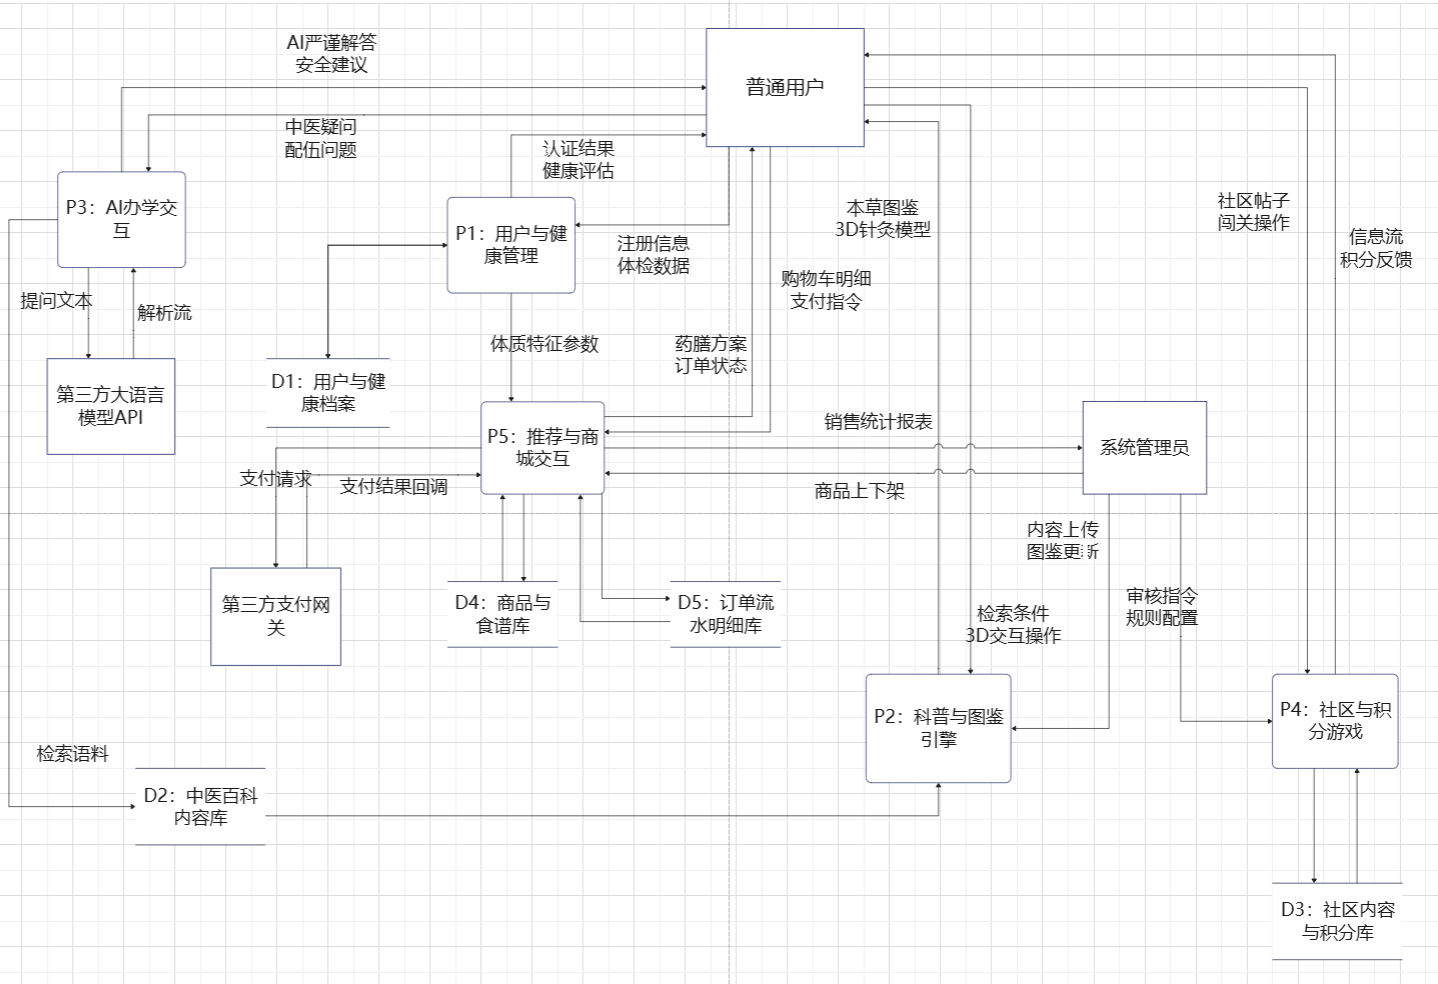 AI严谨解答
安全建议
普通用户
中医疑问
配伍问题
认证结果
健康评估
P3：AI办学交
互
P1：用户与健
康管理
注册信息
体检数据
本草图鉴
3D针灸模型
社区帖子
闯关操作
信息流
积分反馈
购物车明细
支付指令
提问文本
解析流
体质特征参数
药膳方案
订单状态
第三方大语言
模型API
D1：用户与健
康档案
P5：推荐与商
城交互
销售统计报表
系统管理员
支付请求
支付结果回调
商品上下架
内容上传
图鉴更新
第三方支付网
关
D4：商品与
食谱库
D5：订单流
水明细库
检索条件
3D交互操作
审核指令
规则配置
P2：科普与图鉴
引擎
P4：社区与积
分游戏
检索语料
D2：中医百科
内容库
D3：社区内容
与积分库